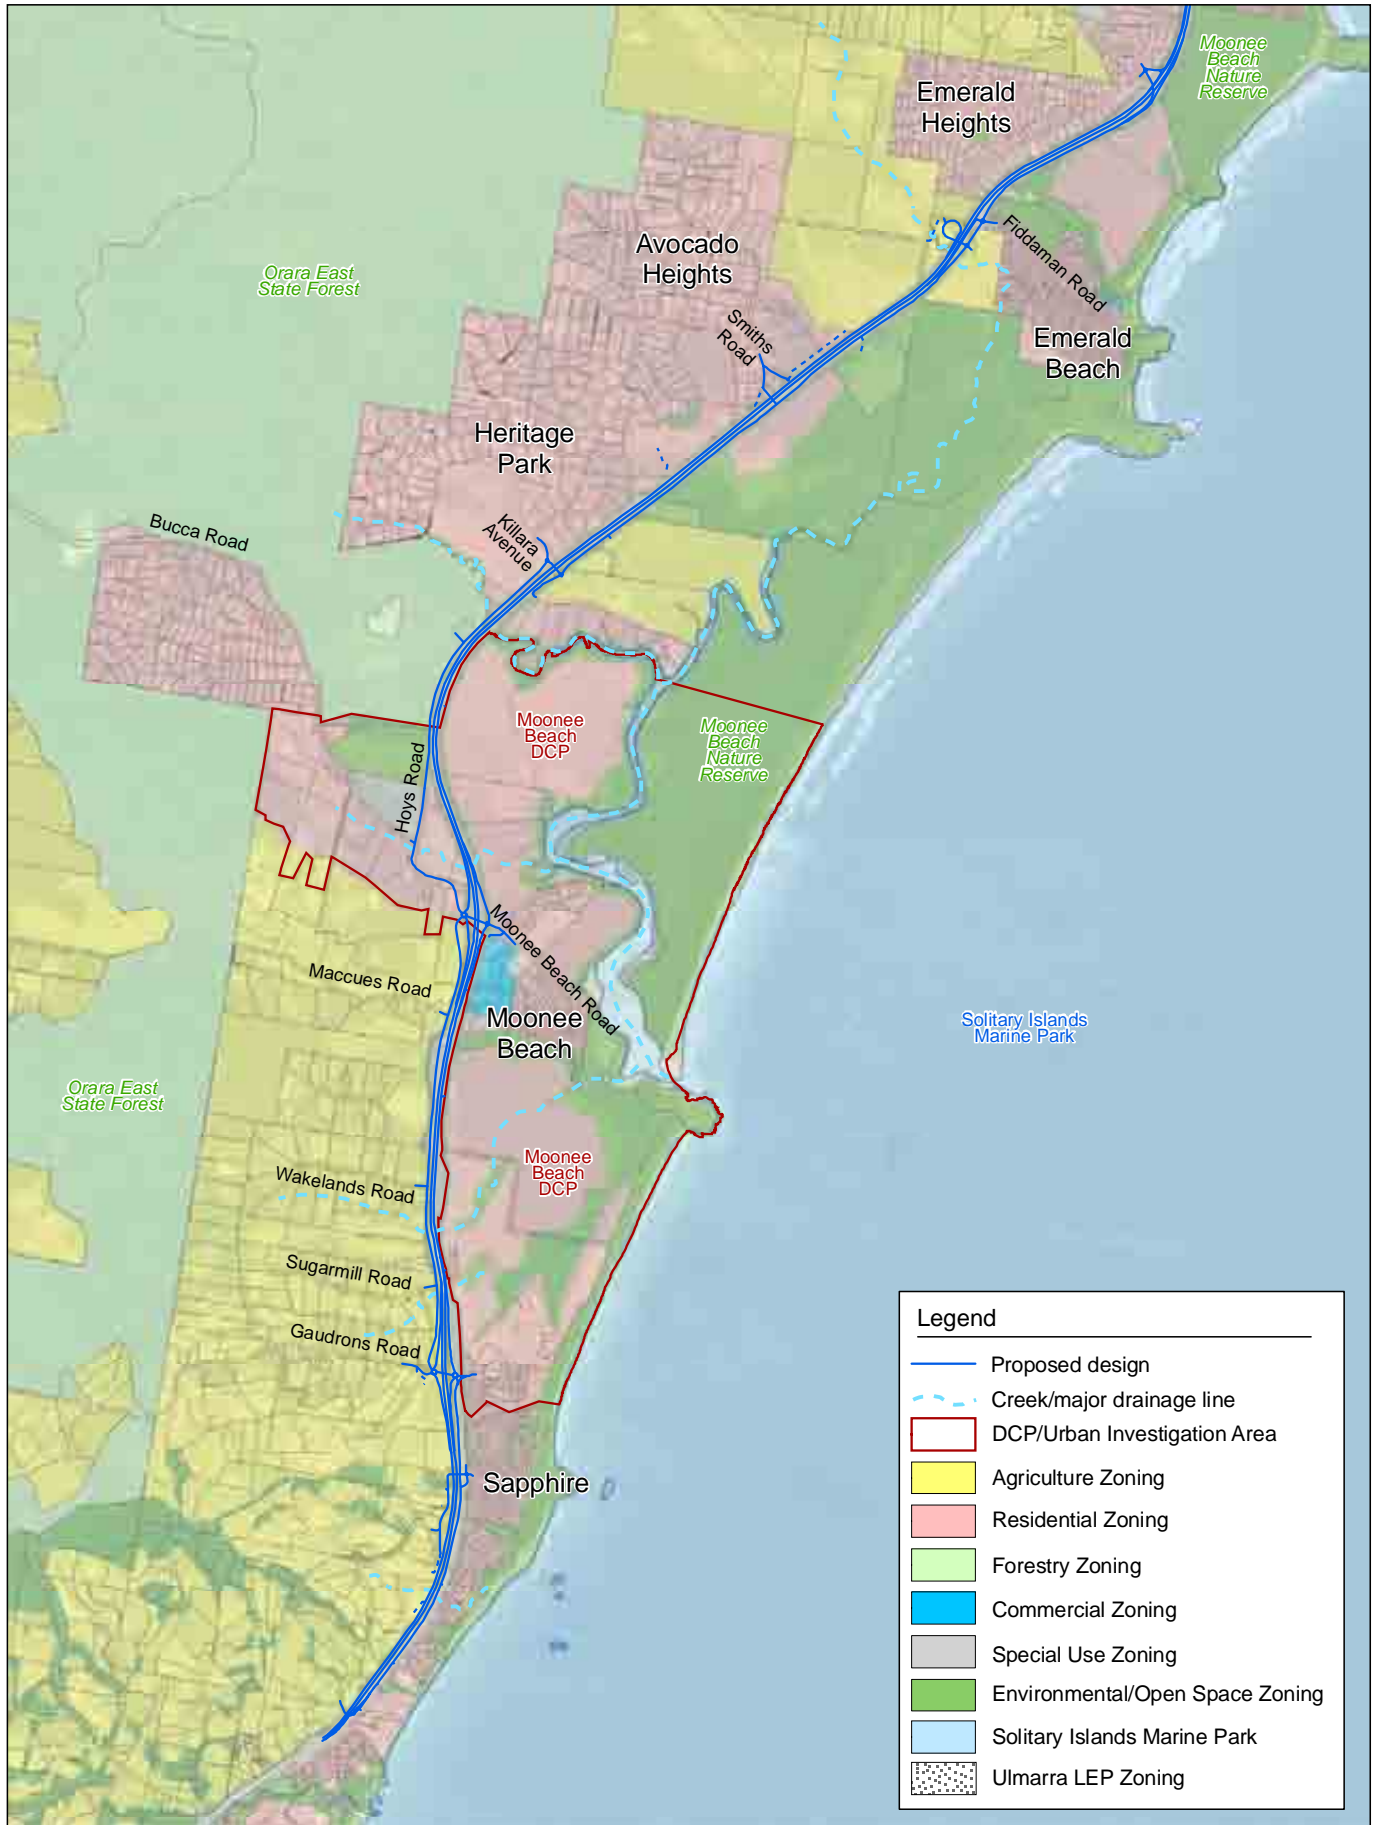 Moonee
Beach
Nature
Reserve
Emerald
Heights
Avocado
Heights
Orara East
State Forest
Fiddaman Road
Smiths
Road
Emerald
Beach
Heritage
Park
Killara
Avenue
Bucca Road
Moonee
Beach
DCP
Moonee
Beach
Nature
Reserve
Hoys Road
Moonee Beach Road
Maccues Road
Moonee
Beach
Solitary Islands
Marine Park
Orara East
State Forest
Moonee
Beach
DCP
Wakelands Road
Sugarmill Road
Gaudrons Road
Sapphire
Legend
Proposed design
Creek/major drainage line
DCP/Urban Investigation Area
Agriculture Zoning
Residential Zoning
Forestry Zoning
Commercial Zoning
Special Use Zoning
Environmental/Open Space Zoning
Solitary Islands Marine Park
Ulmarra LEP Zoning